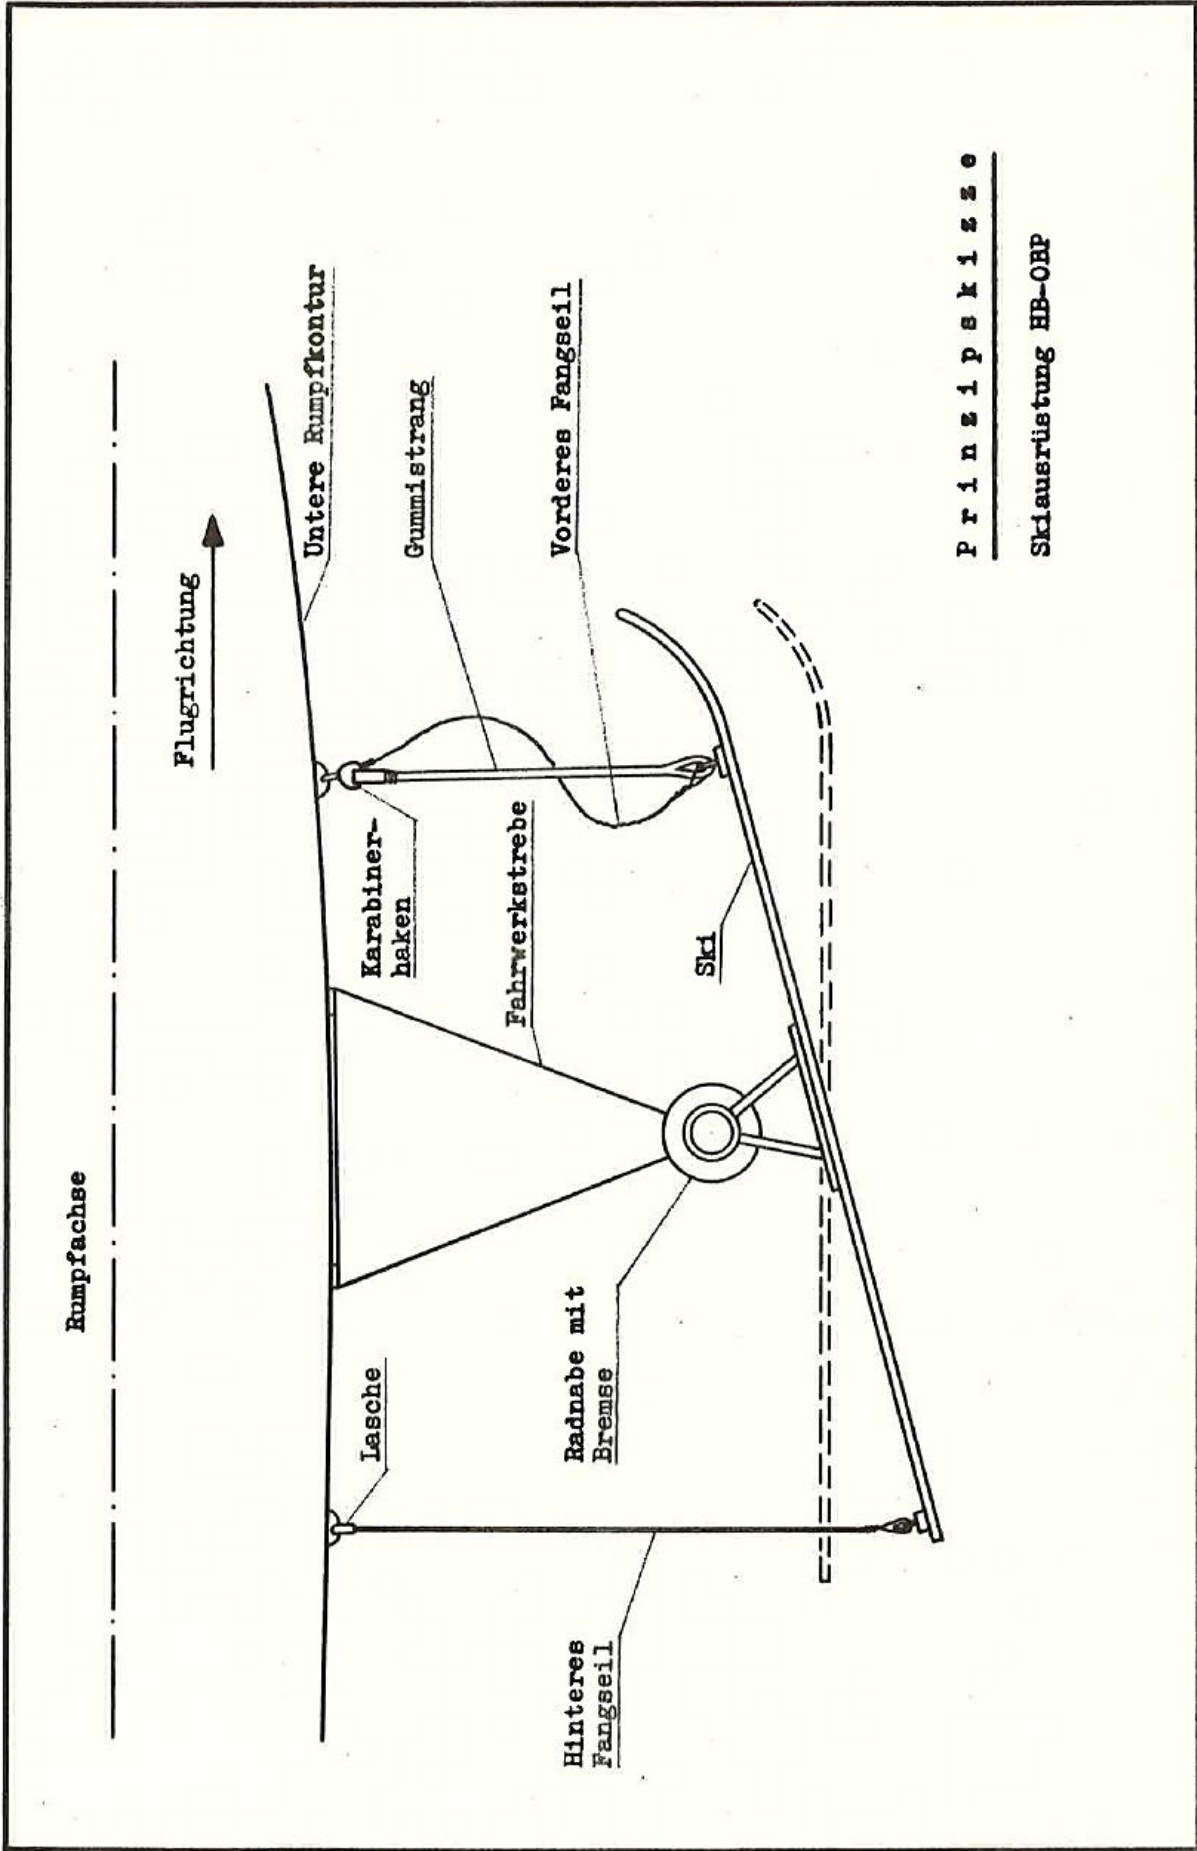 Rumpfachse
Flugrichtung
Untere Rumpfkontur
Lasche
Karabiner-
haken
Gummistrang
Fahrwerkstrebe
Vorderes Fangseil
Hinteres
Fangseil
Radnabe mit
Bremse
Ski
Prinzipskizze
Skiausrüstung HB-OBP